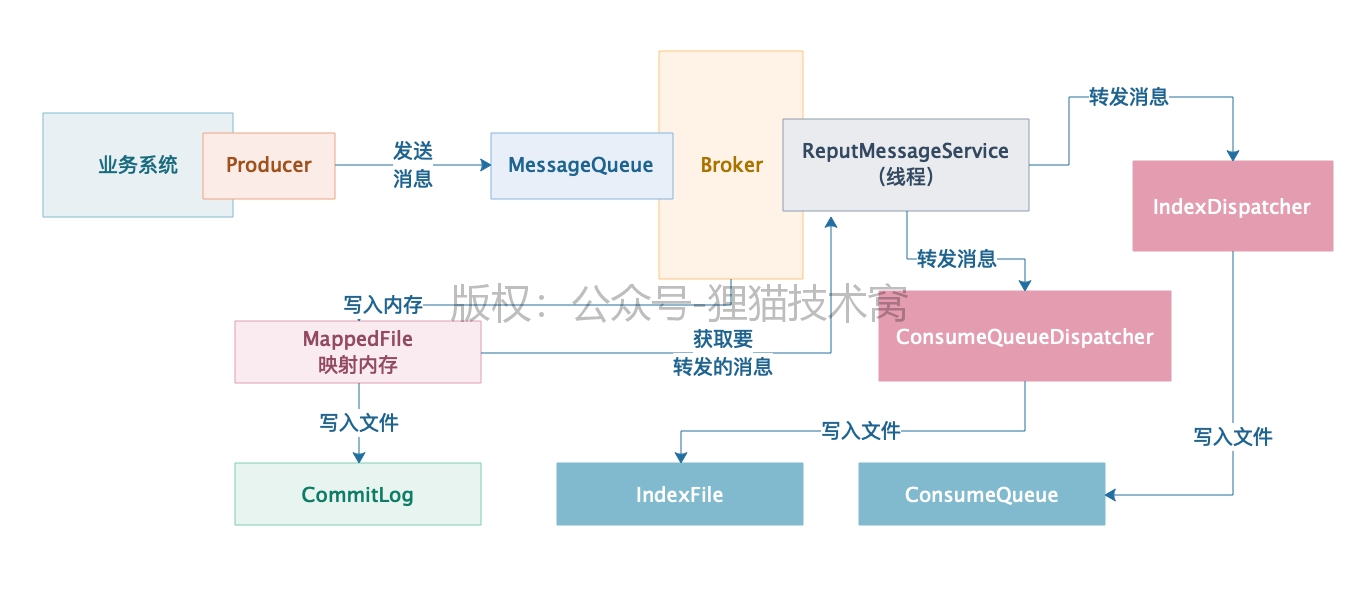 业务系统
Producer
发送
消息
MessageQueue
Broker
ReputMessageService
（线程）
转发消息
IndexDispatcher
转发消息
ConsumeQueueDispatcher
写入内存
版权：公众号-狸猫技术窝
MappedFile
映射内存
获取要
转发的消息
写入文件
写入文件
写入文件
CommitLog
IndexFile
ConsumeQueue